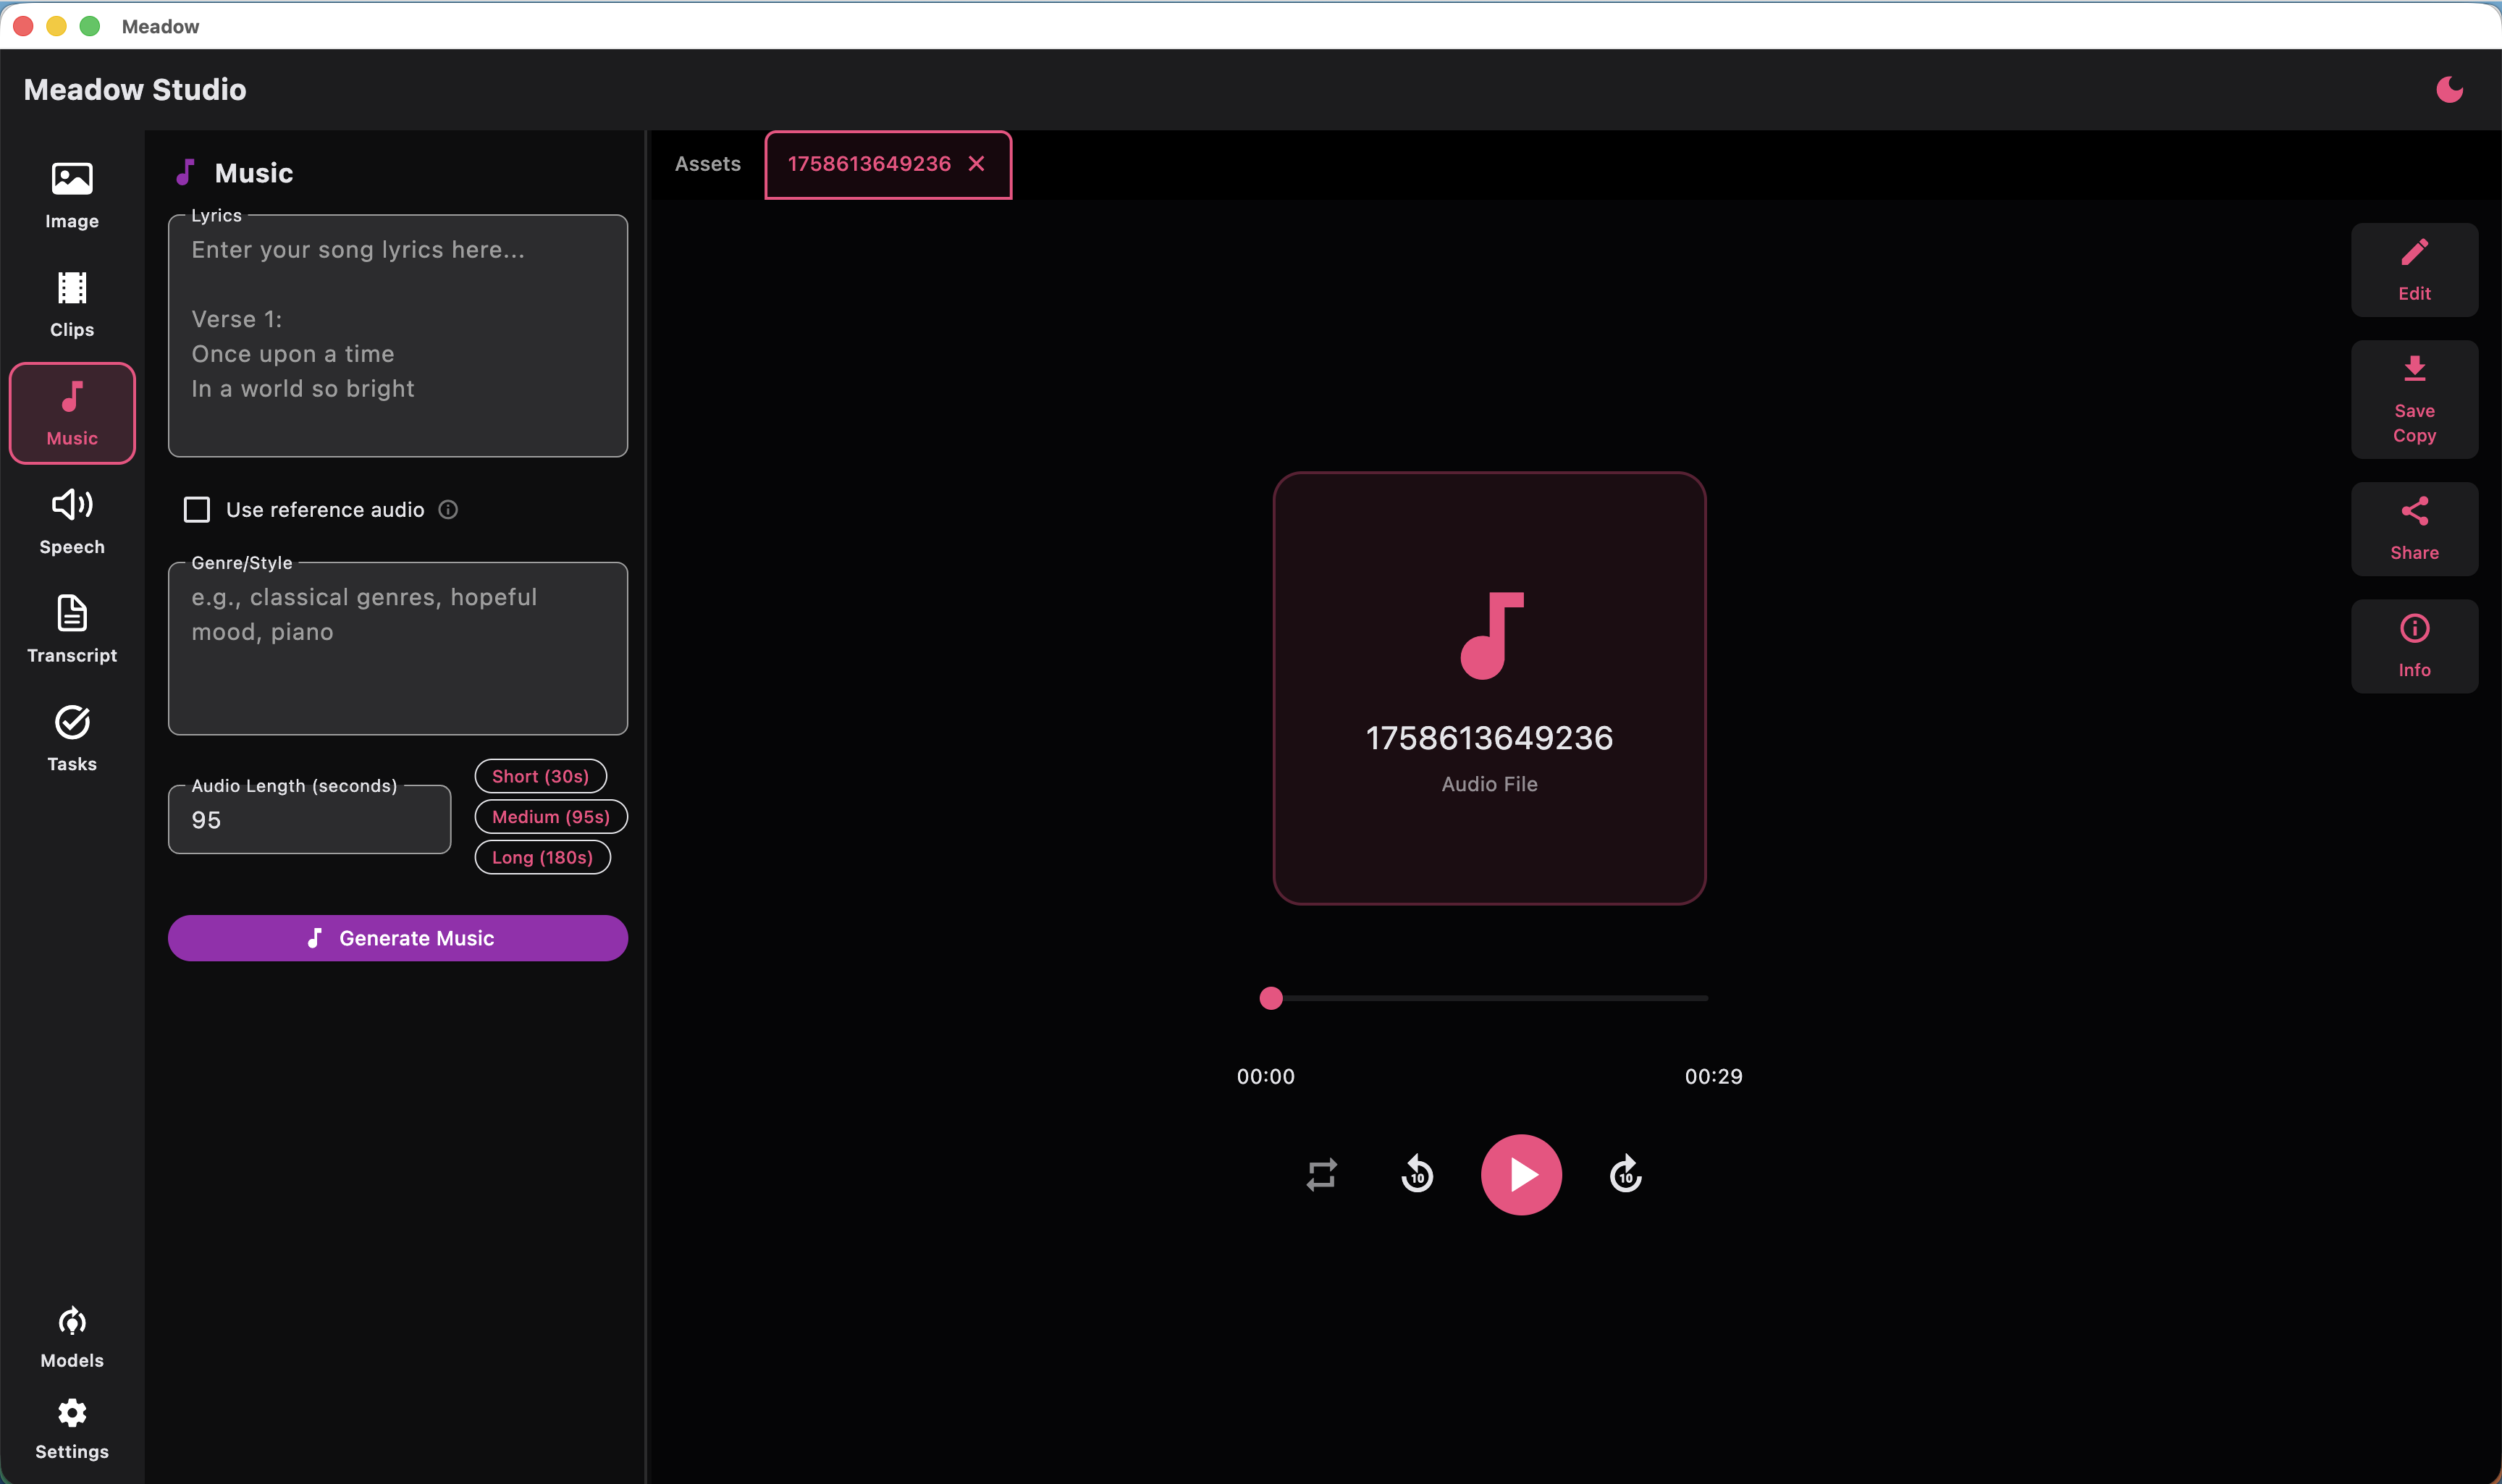 Meadow
Meadow Studio
Image
Clips
Music
Speech
Transcript
Tasks
Models
Settings
Music
Lyrics
Enter your song lyrics here...
Verse 1:
Once upon a time
In a world so bright
Use reference audio
Genre/Style
e.g., classical genres, hopeful
mood, piano
Audio Length (seconds)
95
Short (30s)
Medium (95s)
Long (180s)
Generate Music
Assets
1758613649236
1758613649236
Audio File
00:00
00:29
10
10
Edit
Save
Copy
Share
Info